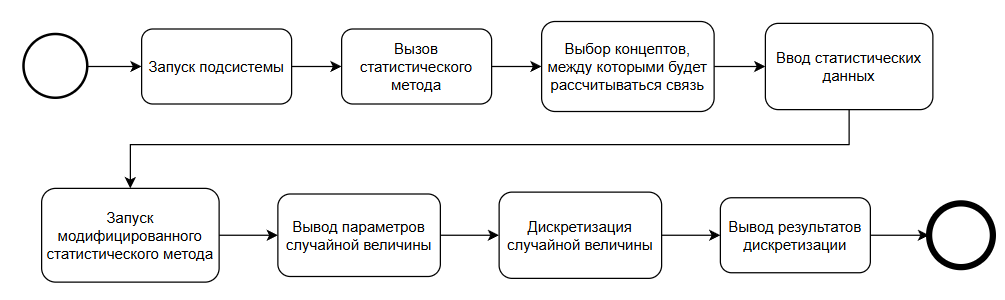 Запуск подсистемы
Вызов
статистического
метода
Выбор концептов,
между которыми будет
рассчитываться связь
Ввод статистических
данных
Запуск
модифицированного
статистического метода
Вывод параметров
случайной величины
Дискретизация
случайной величины
Вывод результатов
дискретизации